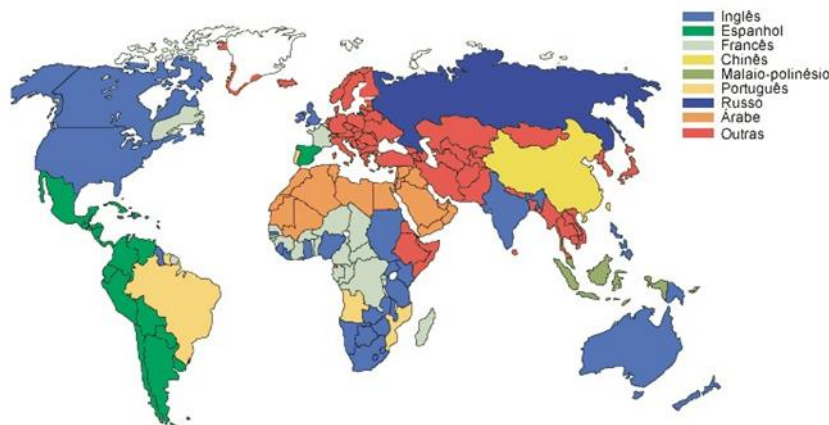 Inglês
Espanhol
Francês
Chinês
Malaio-polinésio
Português
Russo
Árabe
Outras